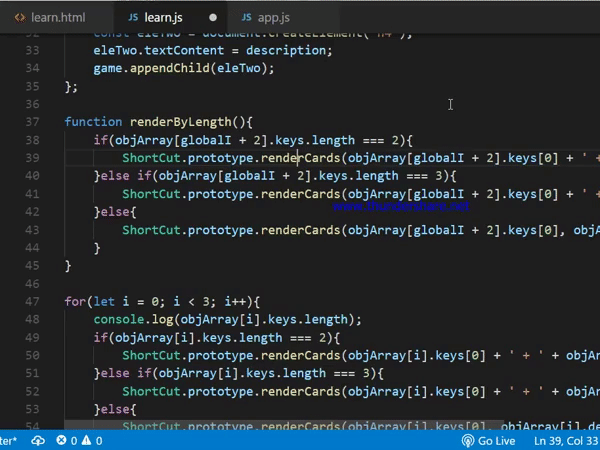 learn.html
JS learn.js
JS app.js
32 const eleTwo = document.createElement('h4');
33 eleTwo.textContent = description;
34 game.appendChild(eleTwo);
35 };
36
37 function renderByLength(){
38 if(objArray[globalI + 2].keys.length === 2){
39 ShortCut.prototype.renderCards(objArray[globalI + 2].keys[0] + ' +
40 }else if(objArray[globalI + 2].keys.length === 3){
41 ShortCut.prototype.renderCards(objArray[globalI + 2].keys[0] + ' +
www.thundershare.net
42 }else{
43 ShortCut.prototype.renderCards(objArray[globalI + 2].keys[0], obj
44 }
45 }
46
47 for(let i = 0; i < 3; i++){
48 console.log(objArray[i].keys.length);
49 if(objArray[i].keys.length === 2){
50 ShortCut.prototype.renderCards(objArray[i].keys[0] + ' + ' + objArr
51 }else if(objArray[i].keys.length === 3){
52 ShortCut.prototype.renderCards(objArray[i].keys[0] + ' + ' + objArr
53 }else{
54 ShortCut.prototype.renderCards(objArray[i].keys[0], objArray[i].de
ter* 0 0 Go Live Ln 39, Col 33